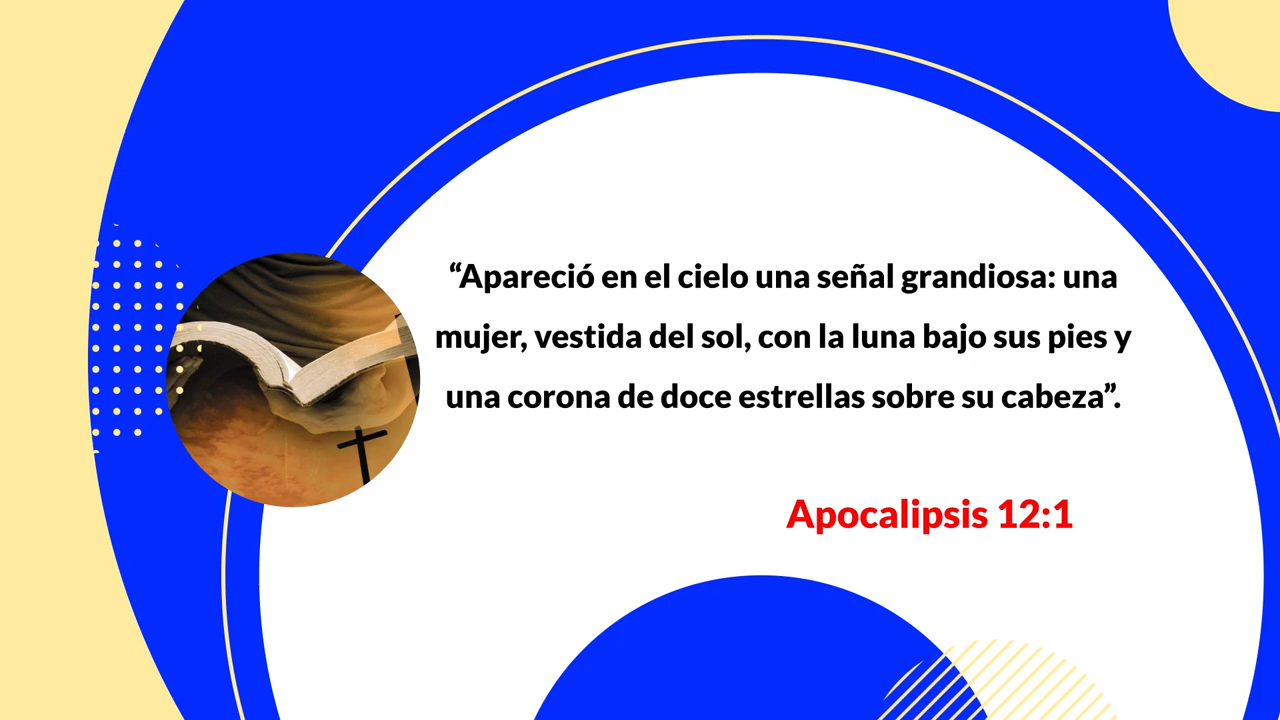 “Apareció en el cielo una señal grandiosa: una
mujer, vestida del sol, con la luna bajo sus pies y
una corona de doce estrellas sobre su cabeza”.
Apocalipsis 12:1